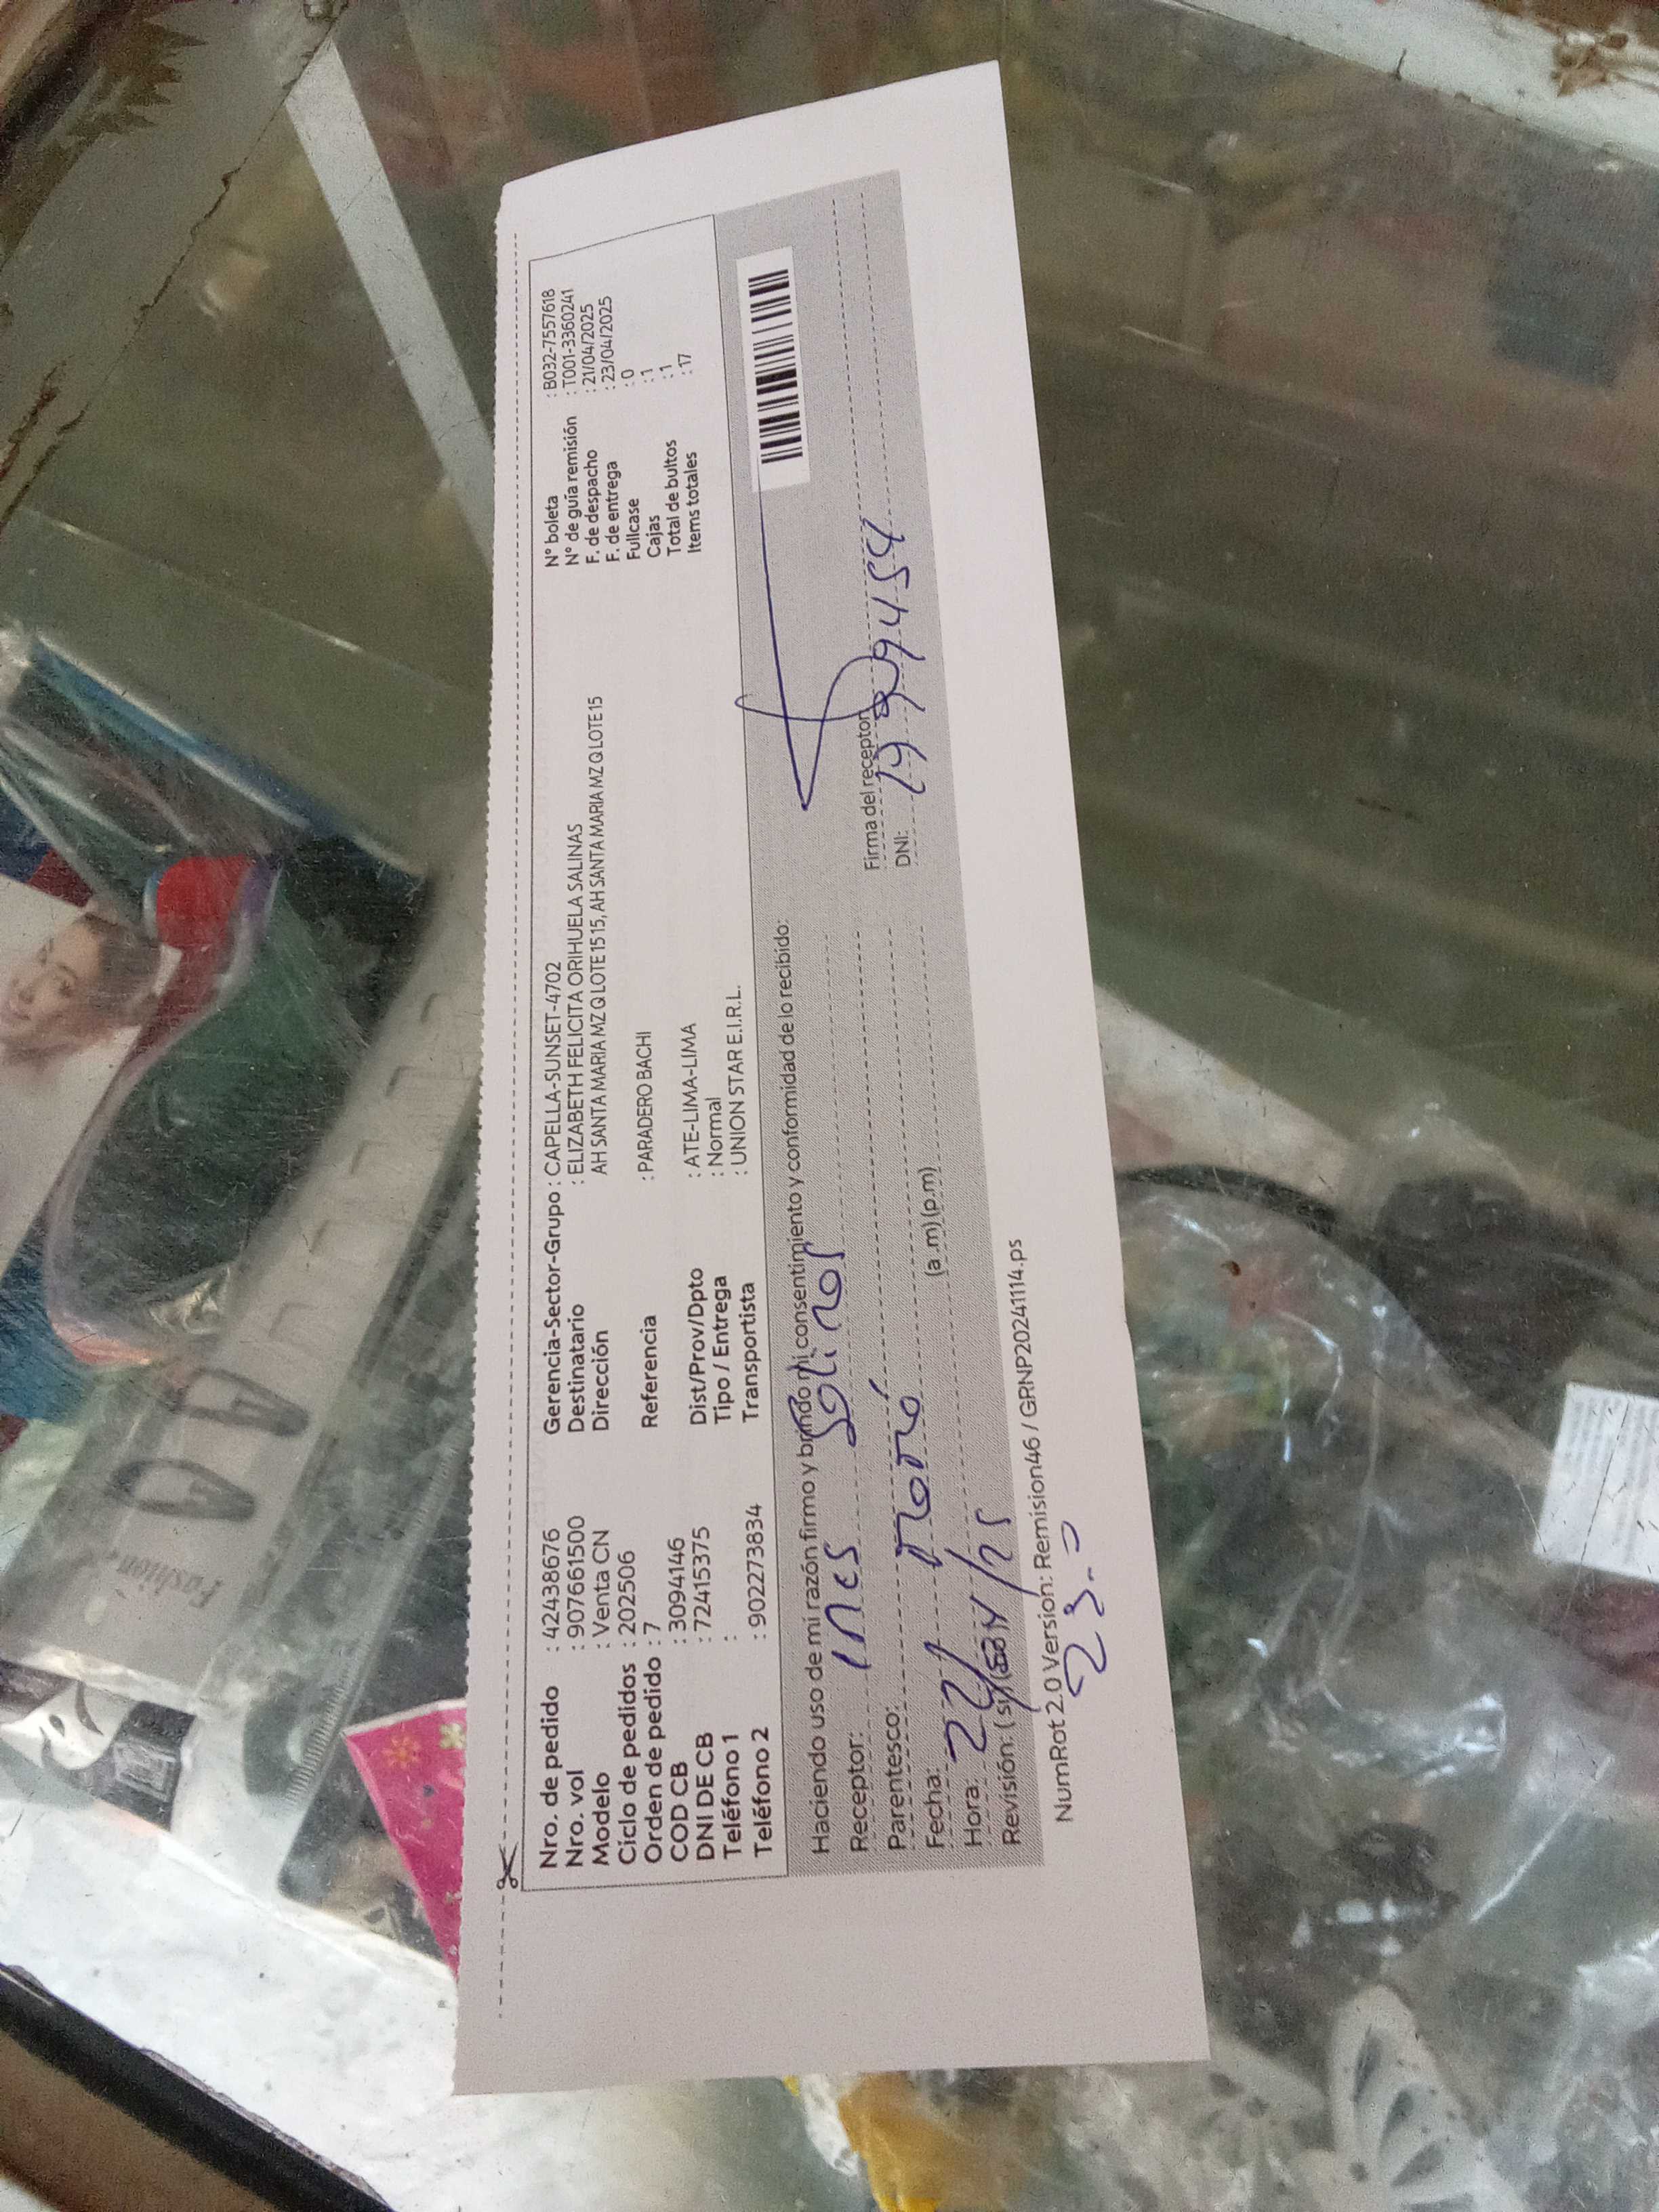 Nro. de pedido : 42438676
Nro. vol : 907661500
Modelo : Venta CN
Ciclo de pedidos : 202506
Orden de pedido : 7
COD CB : 3094146
DNI DE CB : 72415375
Teléfono 1 :
Teléfono 2 : 902273834
Gerencia-Sector-Grupo : CAPELLA-SUNSET-4702
Destinatario : ELIZABETH FELICITA ORIHUELA SALINAS
Dirección AH SANTA MARIA MZ Q LOTE 15 15, AH SANTA MARIA MZ Q LOTE 15
Referencia : PARADERO BACHI
Dist/Prov/Dpto : ATE-LIMA-LIMA
Tipo / Entrega : Normal
Transportista : UNION STAR E.I.R.L.
N° boleta : B032-7557618
N° de guía remisión : T001-3360241
F. de despacho : 21/04/2025
F. de entrega : 23/04/2025
Fullcase : 0
Cajas : 1
Total de bultos : 1
Items totales : 17
Haciendo uso de mi razón firmo y brindo mi consentimiento y conformidad de lo recibido:
Receptor: Ines Salinas
Parentesco: mamá
Fecha: 22/04/25
Hora: (a.m)(p.m)
Revisión: (si)
Firma del receptor
DNI:
NumRot 2.0 Version: Remision46 / GRNP20241114.ps
Fashion